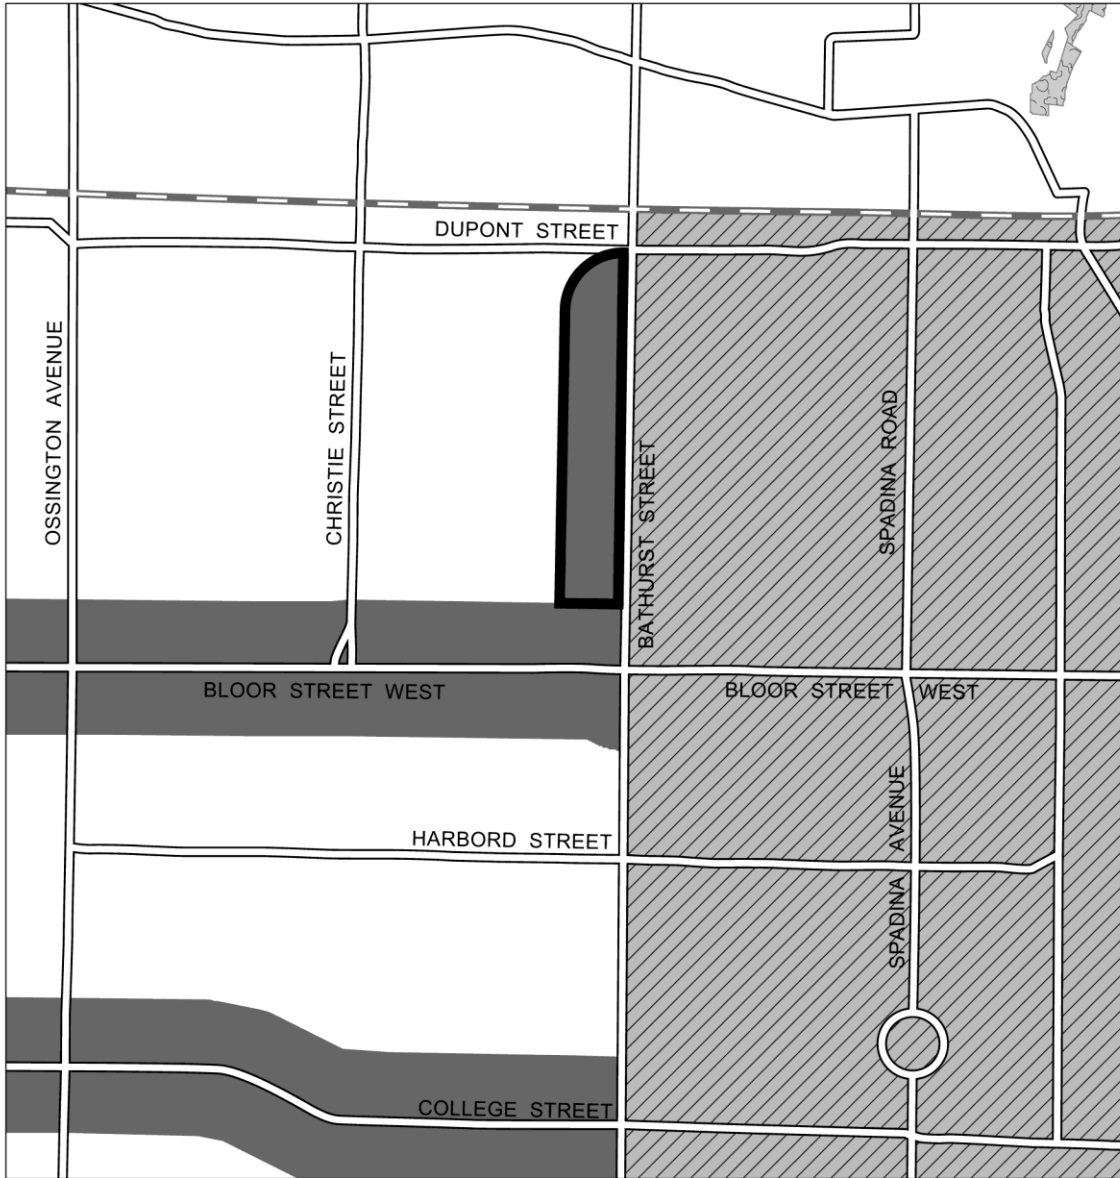 DUPONT STREET
OSSINGTON AVENUE
CHRISTIE STREET
BATHURST STREET
SPADINA ROAD
BLOOR STREET WEST
BLOOR STREET WEST
SPADINA AVENUE
HARBORD STREET
COLLEGE STREET